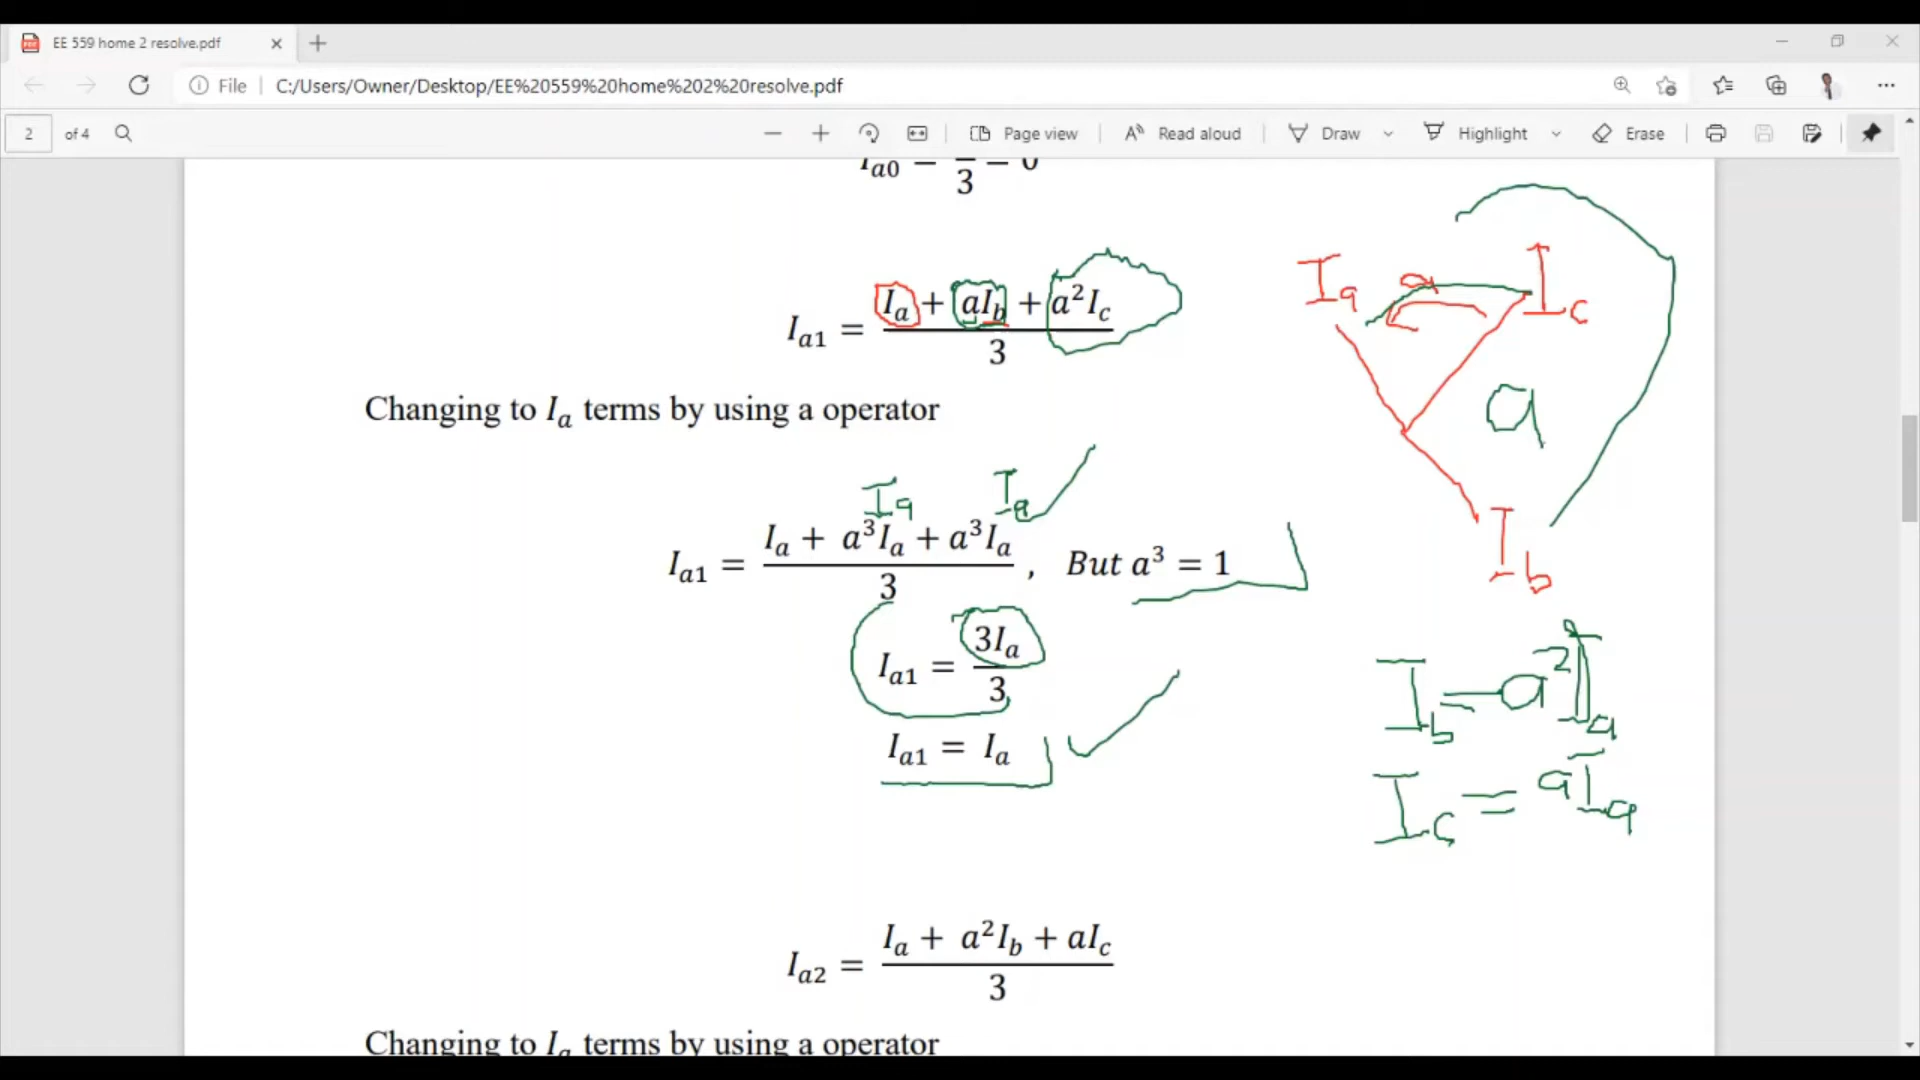 EE 559 home 2 resolve.pdf
File | C:/Users/Owner/Desktop/EE%20559%20home%202%20resolve.pdf
2 of 4 Page view Read aloud Draw Highlight Erase
I_a0 = —/3 = 0
I_a1 = (I_a + aI_b + a²I_c)/3
Changing to I_a terms by using a operator
I_a I_a
I_a1 = (I_a + a³I_a + a³I_a)/3 , But a³ = 1
I_a1 = 3I_a/3
I_a1 = I_a
I_a2 = (I_a + a²I_b + aI_c)/3
Changing to I_a terms by using a operator
I_a a I_c
a
I_b
I_b = a²I_a
I_c = aI_a